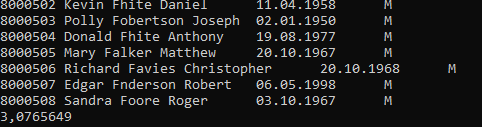 8000502 Kevin Fhite Daniel 11.04.1958 M
8000503 Polly Fobertson Joseph 02.01.1950 M
8000504 Donald Fhite Anthony 19.08.1977 M
8000505 Mary Falker Matthew 20.10.1967 M
8000506 Richard Favies Christopher 20.10.1968 M
8000507 Edgar Fnderson Robert 06.05.1998 M
8000508 Sandra Foore Roger 03.10.1967 M
3,0765649